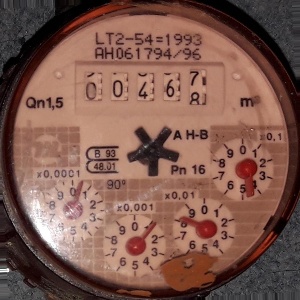 LT2-54=1993
AH061794/96
0 0 4 6 7
8
Qn1,5
m
A H-B
B 93
48.01
90°
Pn 16
x0,1
x0,0001
x0,001
x0,01